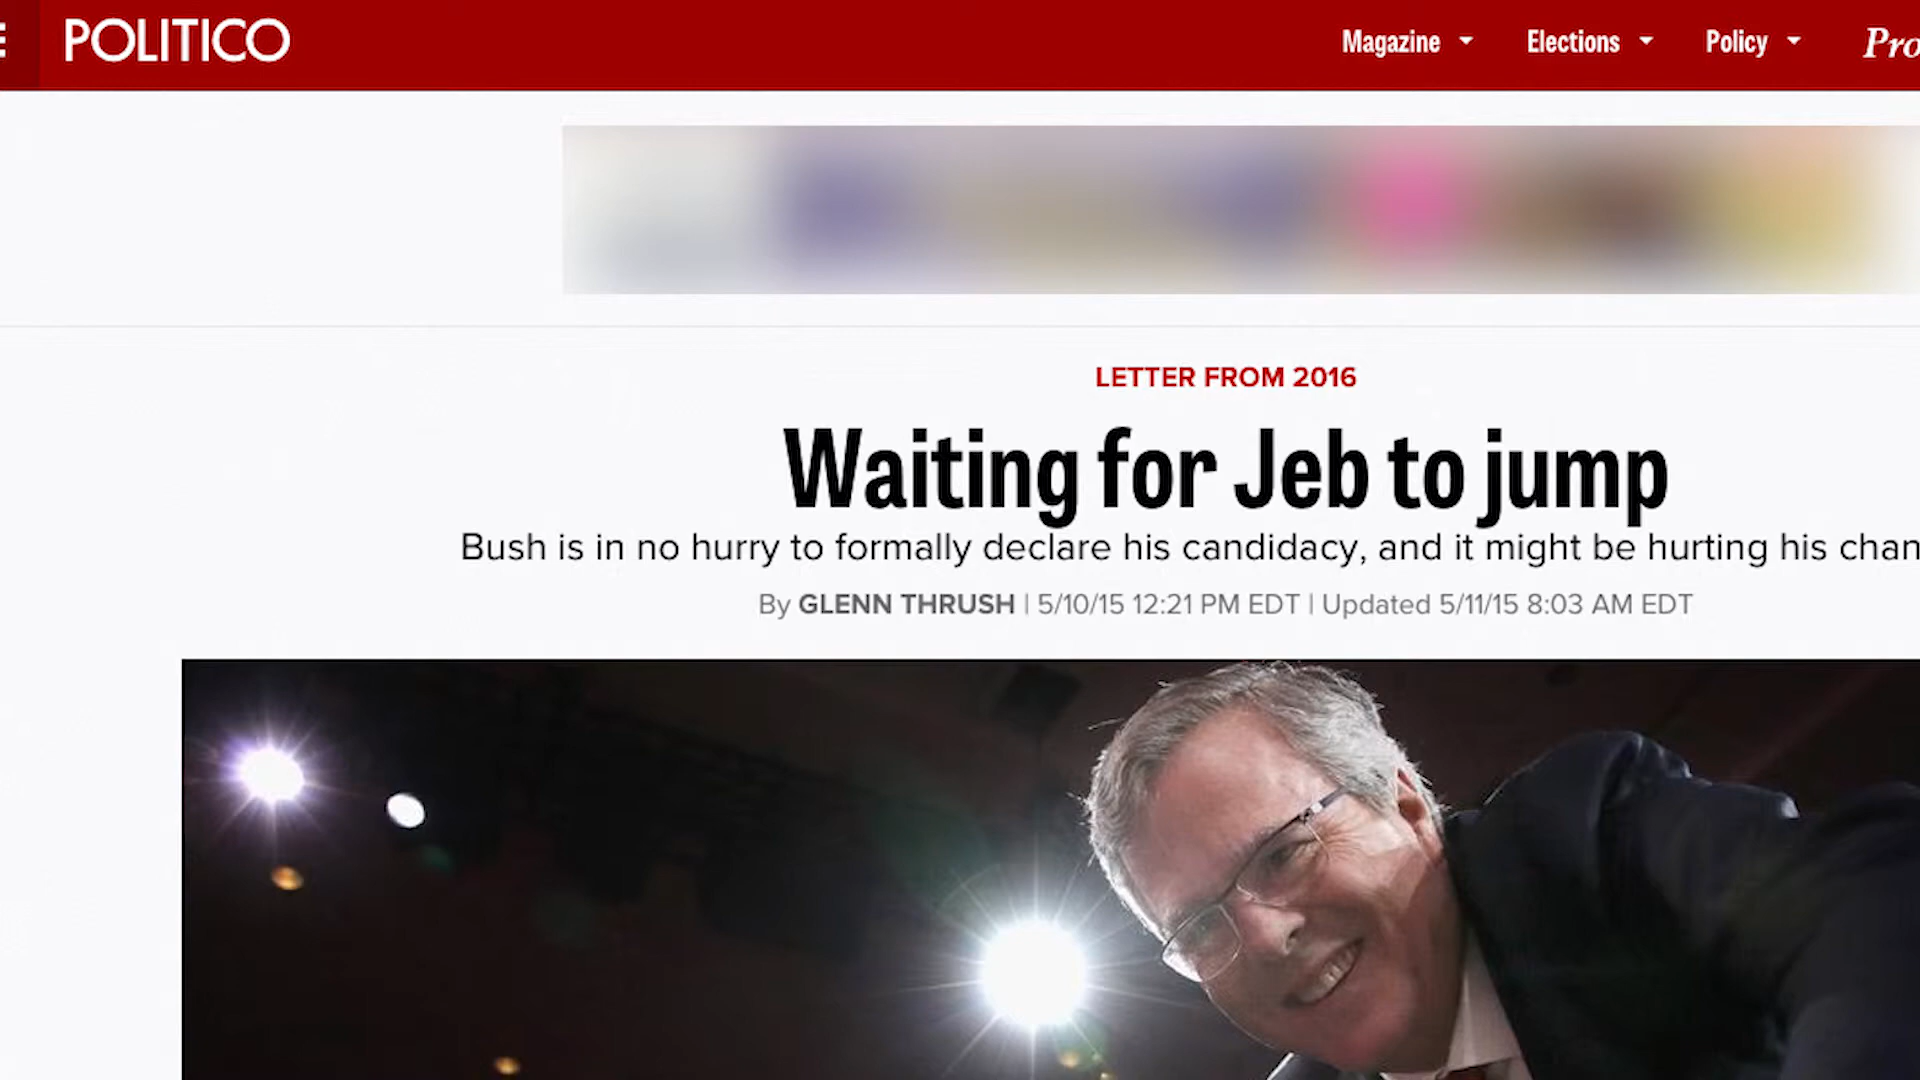 POLITICO
Magazine Elections Policy Pro
LETTER FROM 2016
Waiting for Jeb to jump
Bush is in no hurry to formally declare his candidacy, and it might be hurting his chan
By GLENN THRUSH | 5/10/15 12:21 PM EDT | Updated 5/11/15 8:03 AM EDT